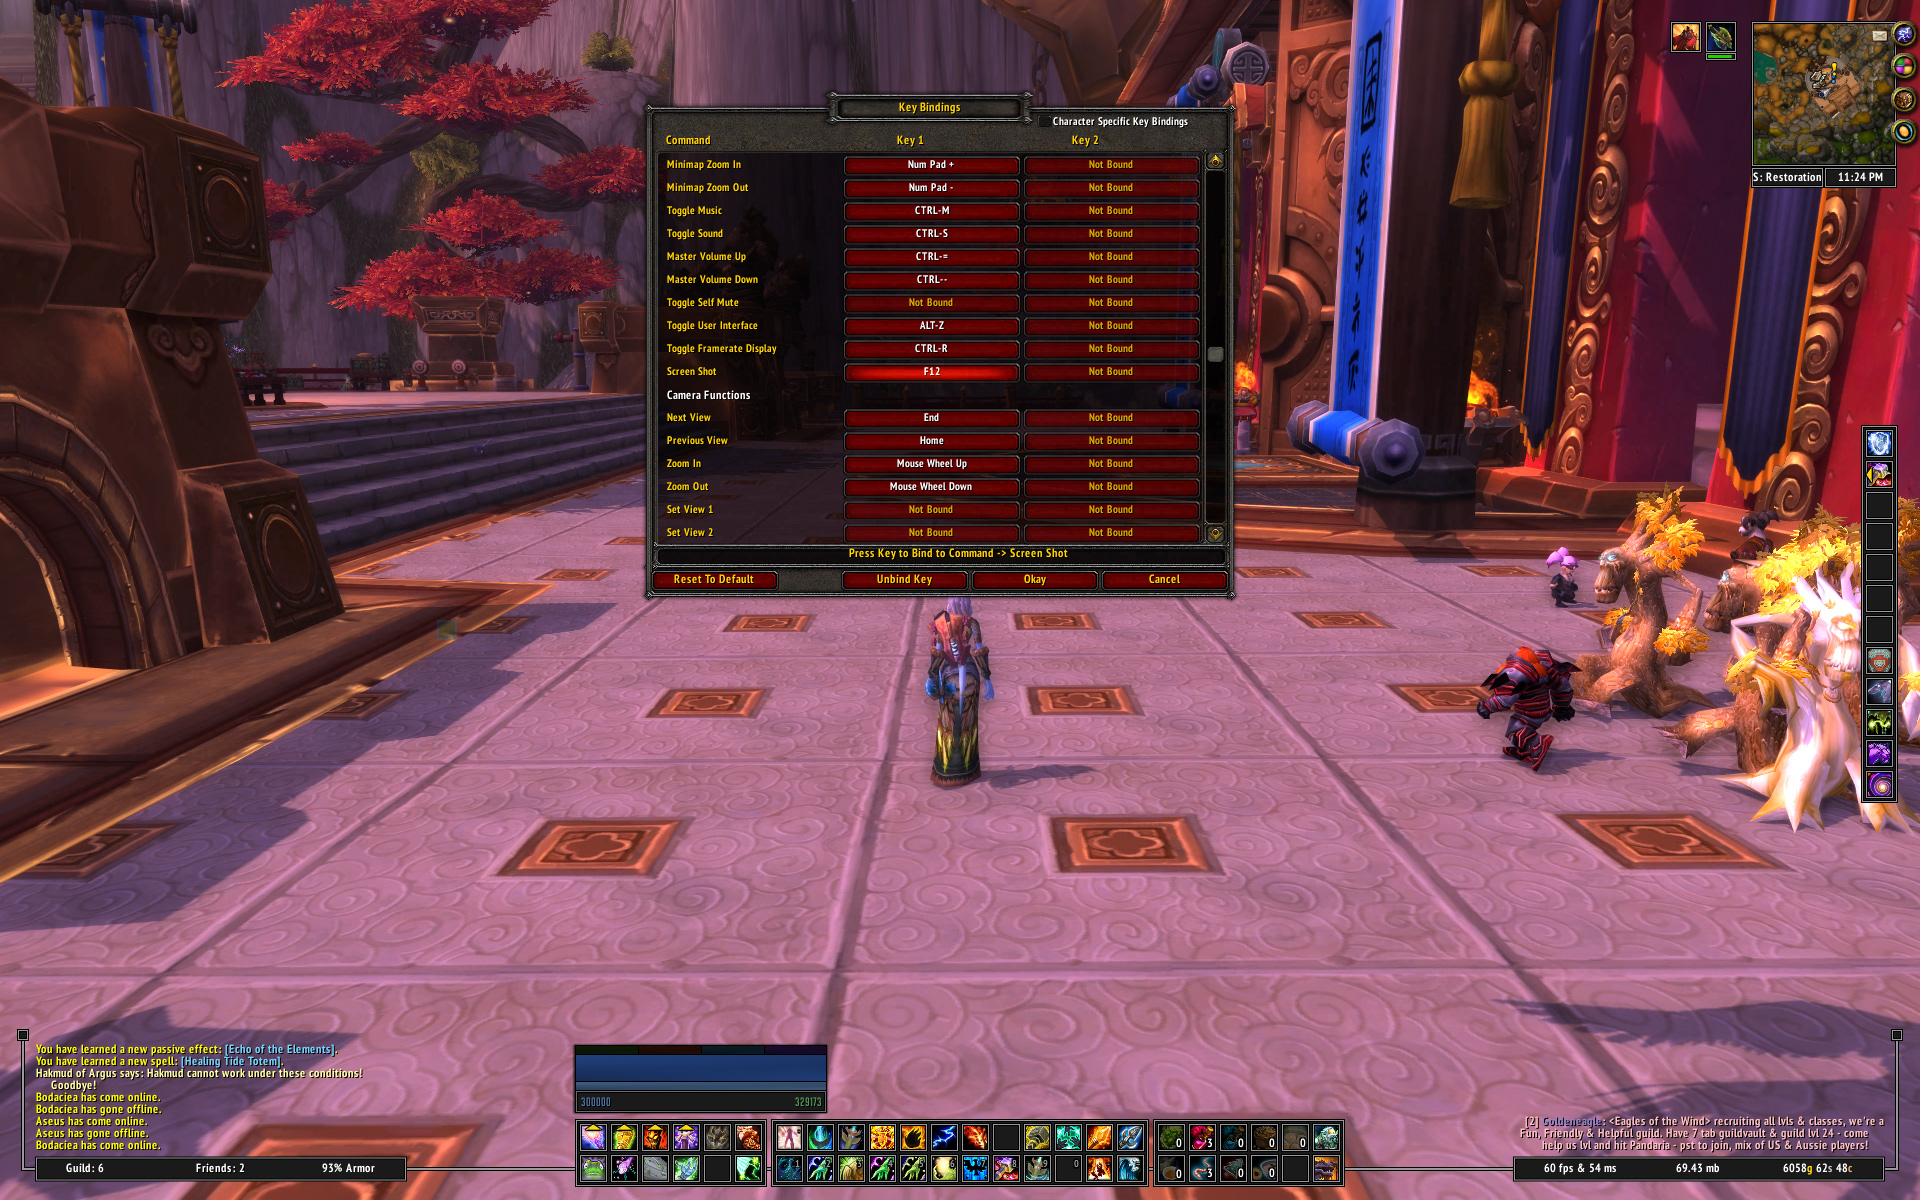 Key Bindings
Character Specific Key Bindings
Command Key 1 Key 2
Minimap Zoom In Num Pad + Not Bound
Minimap Zoom Out Num Pad - Not Bound
Toggle Music CTRL-M Not Bound
Toggle Sound CTRL-S Not Bound
Master Volume Up CTRL-= Not Bound
Master Volume Down CTRL-- Not Bound
Toggle Self Mute Not Bound Not Bound
Toggle User Interface ALT-Z Not Bound
Toggle Framerate Display CTRL-R Not Bound
Screen Shot F12 Not Bound
Camera Functions
Next View End Not Bound
Previous View Home Not Bound
Zoom In Mouse Wheel Up Not Bound
Zoom Out Mouse Wheel Down Not Bound
Set View 1 Not Bound Not Bound
Set View 2 Not Bound Not Bound
Press Key to Bind to Command -> Screen Shot
Reset To Default Unbind Key Okay Cancel
S: Restoration 11:24 PM
You have learned a new passive effect: [Echo of the Elements].
You have learned a new spell: [Healing Tide Totem].
Hakmud of Argus says: Hakmud cannot work under these conditions!
Goodbye!
Bodaciea has come online.
Bodaciea has gone offline.
Aseus has come online.
Aseus has gone offline.
Bodaciea has come online.
Guild: 6 Friends: 2 93% Armor
300000 329173
[2] Goldeneagle: <Eagles of the Wind> recruiting all lvls & classes, we're a
Fun, Friendly & Helpful guild. Have 7 tab guildvault & guild lvl 24 - come
help us lvl and hit Pandaria - pst to join, mix of US & Aussie players!
60 fps & 54 ms 69.43 mb 6058g 62s 48c
0 3 0 0 0
0 3 0 0